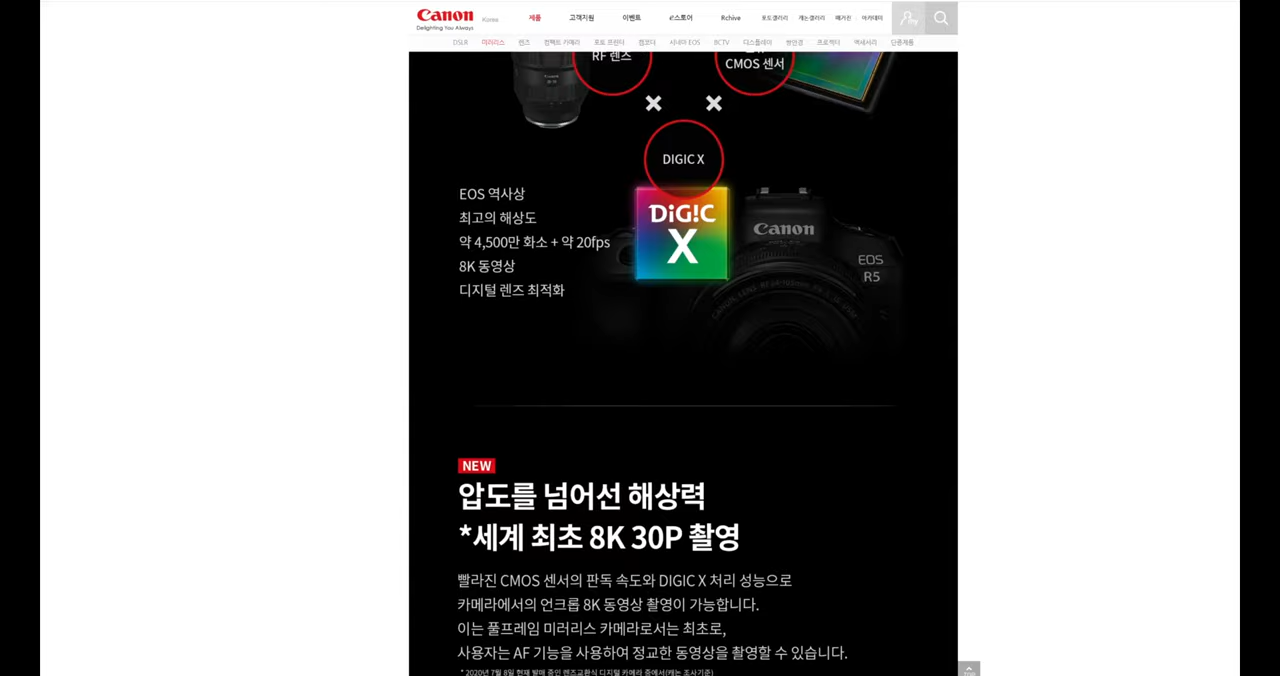 Canon Korea 제품 고객지원 이벤트 e스토어 Rchive 포토갤러리 캐논갤러리 매거진 아카데미
Delighting You Always
DSLR 미러리스 렌즈 컴팩트 카메라 포토 프린터 캠코더 시네마 EOS BCTV 디스플레이 쌍안경 프로젝터 액세서리 단종제품
RF 렌즈
CMOS 센서
DIGIC X
DiG!C
X
Canon
EOS
R5
EOS 역사상
최고의 해상도
약 4,500만 화소 + 약 20fps
8K 동영상
디지털 렌즈 최적화
NEW
압도를 넘어선 해상력
*세계 최초 8K 30P 촬영
빨라진 CMOS 센서의 판독 속도와 DIGIC X 처리 성능으로
카메라에서의 언크롭 8K 동영상 촬영이 가능합니다.
이는 풀프레임 미러리스 카메라로서는 최초로,
사용자는 AF 기능을 사용하여 정교한 동영상을 촬영할 수 있습니다.
* 2020년 7월 8일 현재 발매 중인 렌즈교환식 디지털 카메라 중에서(캐논 조사기준)